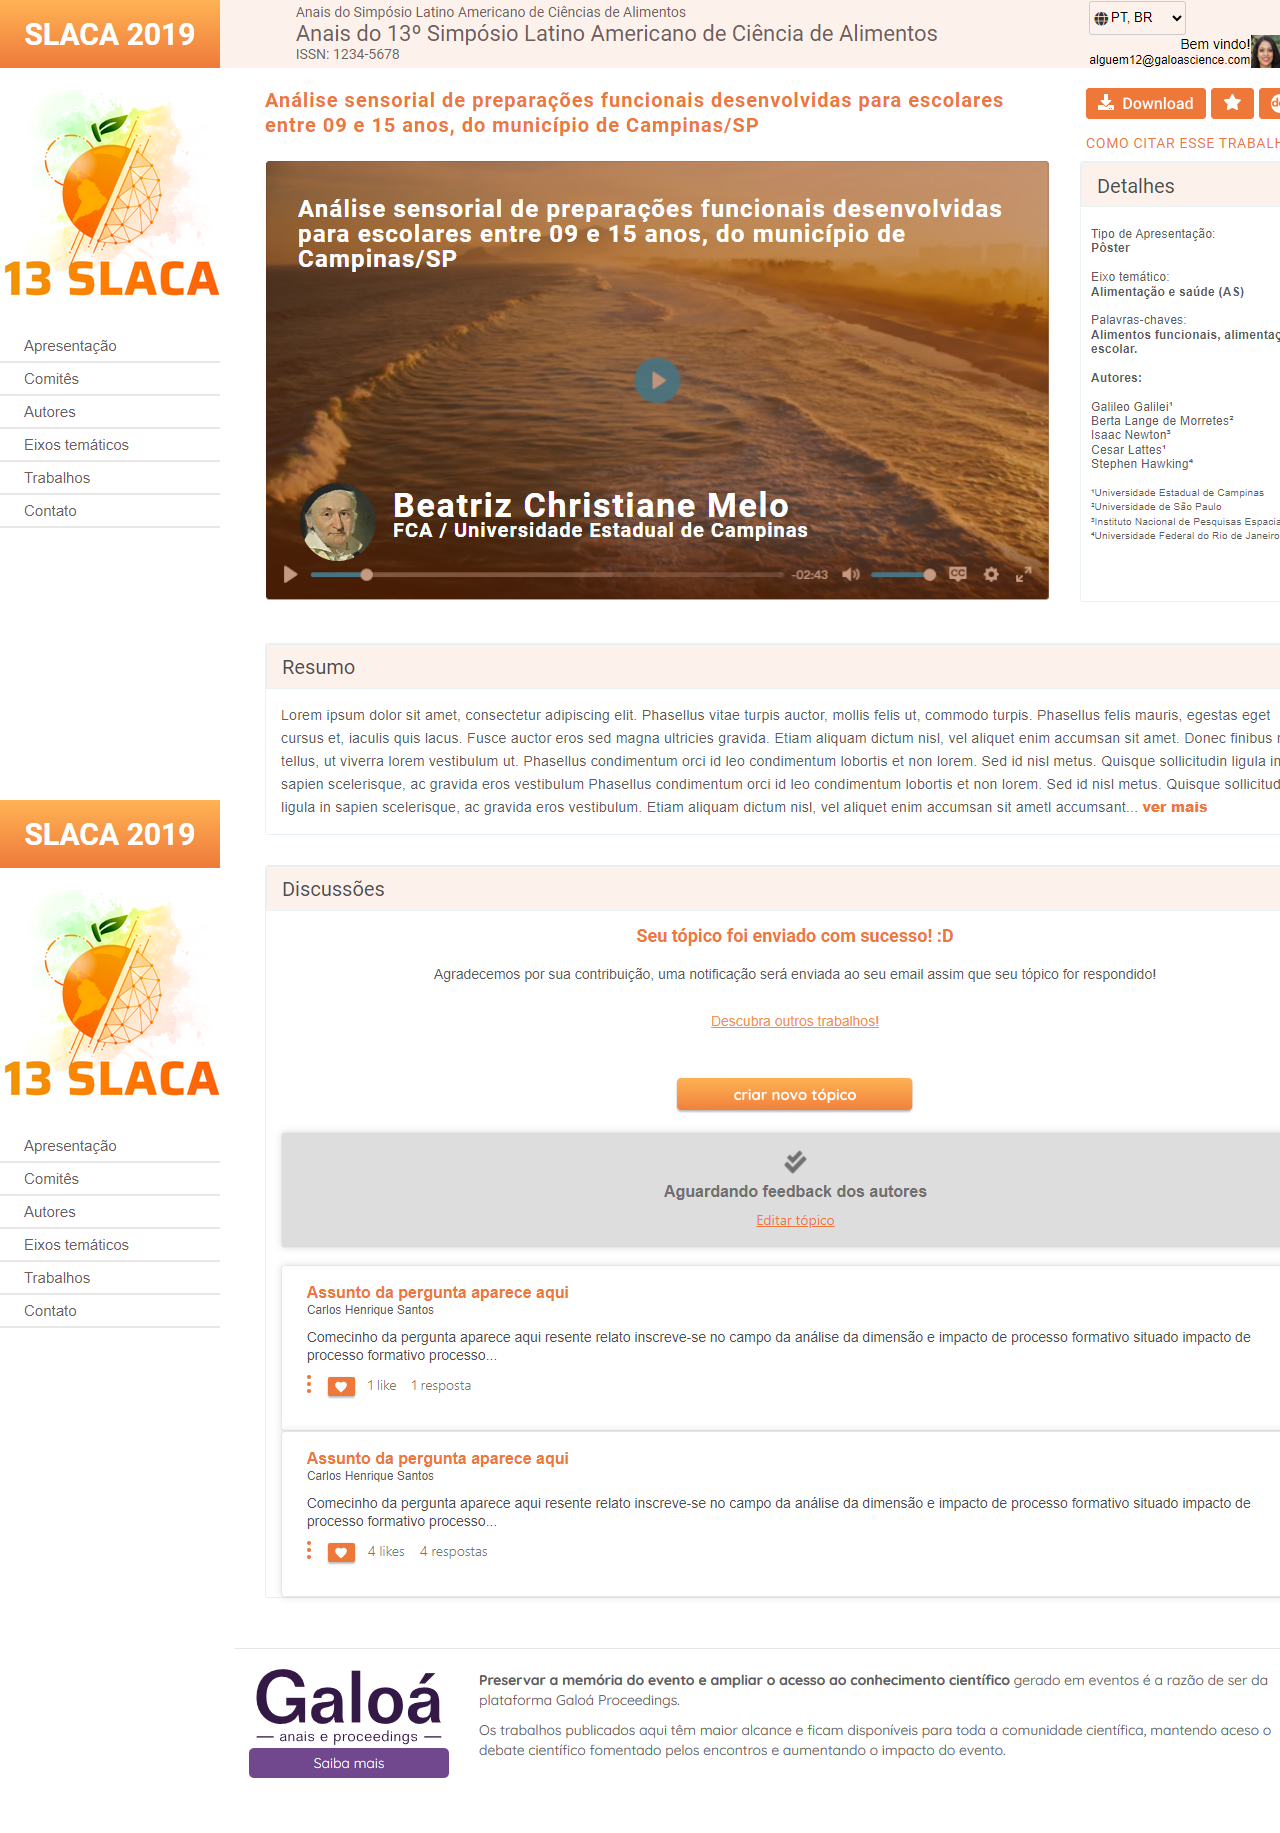 SLACA 2019
13 SLACA
Apresentação
Comitês
Autores
Eixos temáticos
Trabalhos
Contato
Anais do Simpósio Latino Americano de Ciências de Alimentos
Anais do 13º Simpósio Latino Americano de Ciência de Alimentos
ISSN: 1234-5678
PT, BR
Bem vindo!
alguem12@galoascience.com
Análise sensorial de preparações funcionais desenvolvidas para escolares
entre 09 e 15 anos, do município de Campinas/SP
Download
COMO CITAR ESSE TRABALH
Análise sensorial de preparações funcionais desenvolvidas
para escolares entre 09 e 15 anos, do município de
Campinas/SP
Beatriz Christiane Melo
FCA / Universidade Estadual de Campinas
-02:43
CC
Detalhes
Tipo de Apresentação:
Pôster
Eixo temático:
Alimentação e saúde (AS)
Palavras-chaves:
Alimentos funcionais, alimentaç
escolar.
Autores:
Galileo Galilei¹
Berta Lange de Morretes²
Isaac Newton³
Cesar Lattes¹
Stephen Hawking⁴
¹Universidade Estadual de Campinas
²Universidade de São Paulo
³Instituto Nacional de Pesquisas Espacia
⁴Universidade Federal do Rio de Janeiro
Resumo
Lorem ipsum dolor sit amet, consectetur adipiscing elit. Phasellus vitae turpis auctor, mollis felis ut, commodo turpis. Phasellus felis mauris, egestas eget
cursus et, iaculis quis lacus. Fusce auctor eros sed magna ultricies gravida. Etiam aliquam dictum nisl, vel aliquet enim accumsan sit amet. Donec finibus
tellus, ut viverra lorem vestibulum ut. Phasellus condimentum orci id leo condimentum lobortis et non lorem. Sed id nisl metus. Quisque sollicitudin ligula in
sapien scelerisque, ac gravida eros vestibulum Phasellus condimentum orci id leo condimentum lobortis et non lorem. Sed id nisl metus. Quisque sollicitud
ligula in sapien scelerisque, ac gravida eros vestibulum. Etiam aliquam dictum nisl, vel aliquet enim accumsan sit ametl accumsant... ver mais
SLACA 2019
13 SLACA
Apresentação
Comitês
Autores
Eixos temáticos
Trabalhos
Contato
Discussões
Seu tópico foi enviado com sucesso! :D
Agradecemos por sua contribuição, uma notificação será enviada ao seu email assim que seu tópico for respondido!
Descubra outros trabalhos!
criar novo tópico
Aguardando feedback dos autores
Editar tópico
Assunto da pergunta aparece aqui
Carlos Henrique Santos
Comecinho da pergunta aparece aqui resente relato inscreve-se no campo da análise da dimensão e impacto de processo formativo situado impacto de
processo formativo processo...
1 like 1 resposta
Assunto da pergunta aparece aqui
Carlos Henrique Santos
Comecinho da pergunta aparece aqui resente relato inscreve-se no campo da análise da dimensão e impacto de processo formativo situado impacto de
processo formativo processo...
4 likes 4 respostas
Galoá
anais e proceedings
Saiba mais
Preservar a memória do evento e ampliar o acesso ao conhecimento científico gerado em eventos é a razão de ser da
plataforma Galoá Proceedings.
Os trabalhos publicados aqui têm maior alcance e ficam disponíveis para toda a comunidade científica, mantendo aceso o
debate científico fomentado pelos encontros e aumentando o impacto do evento.